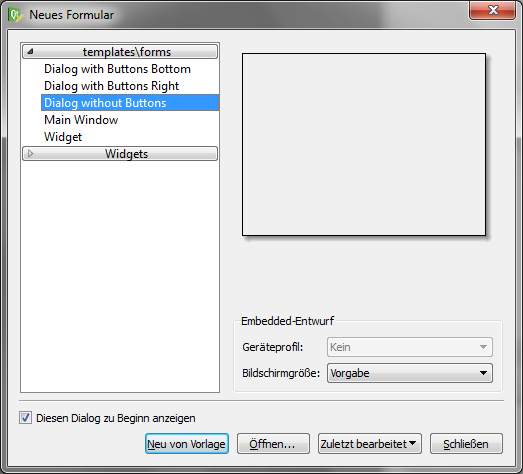 Neues Formular
templates\forms
Dialog with Buttons Bottom
Dialog with Buttons Right
Dialog without Buttons
Main Window
Widget
Widgets
Embedded-Entwurf
Geräteprofil: Kein
Bildschirmgröße: Vorgabe
Diesen Dialog zu Beginn anzeigen
Neu von Vorlage Öffnen... Zuletzt bearbeitet Schließen